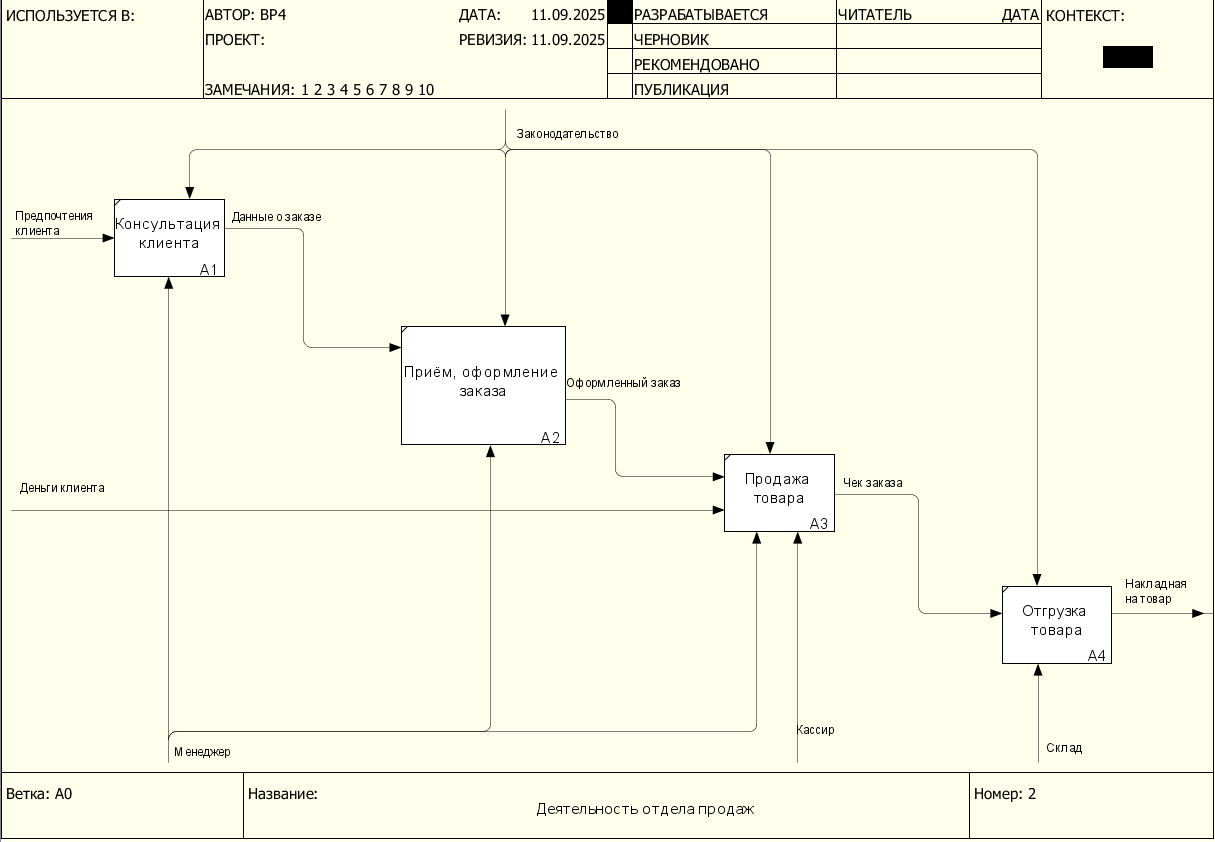 ИСПОЛЬЗУЕТСЯ В:
АВТОР: BP4
ДАТА: 11.09.2025
РАЗРАБАТЫВАЕТСЯ
ЧИТАТЕЛЬ
ДАТА
КОНТЕКСТ:
ПРОЕКТ:
РЕВИЗИЯ: 11.09.2025
ЧЕРНОВИК
РЕКОМЕНДОВАНО
ЗАМЕЧАНИЯ: 1 2 3 4 5 6 7 8 9 10
ПУБЛИКАЦИЯ
Законодательство
Предпочтения
клиента
Консультация
клиента
A1
Данные о заказе
Приём, оформление
заказа
A2
Оформленный заказ
Деньги клиента
Продажа
товара
A3
Чек заказа
Отгрузка
товара
A4
Накладная
на товар
Менеджер
Кассир
Склад
Ветка: A0
Название:
Деятельность отдела продаж
Номер: 2